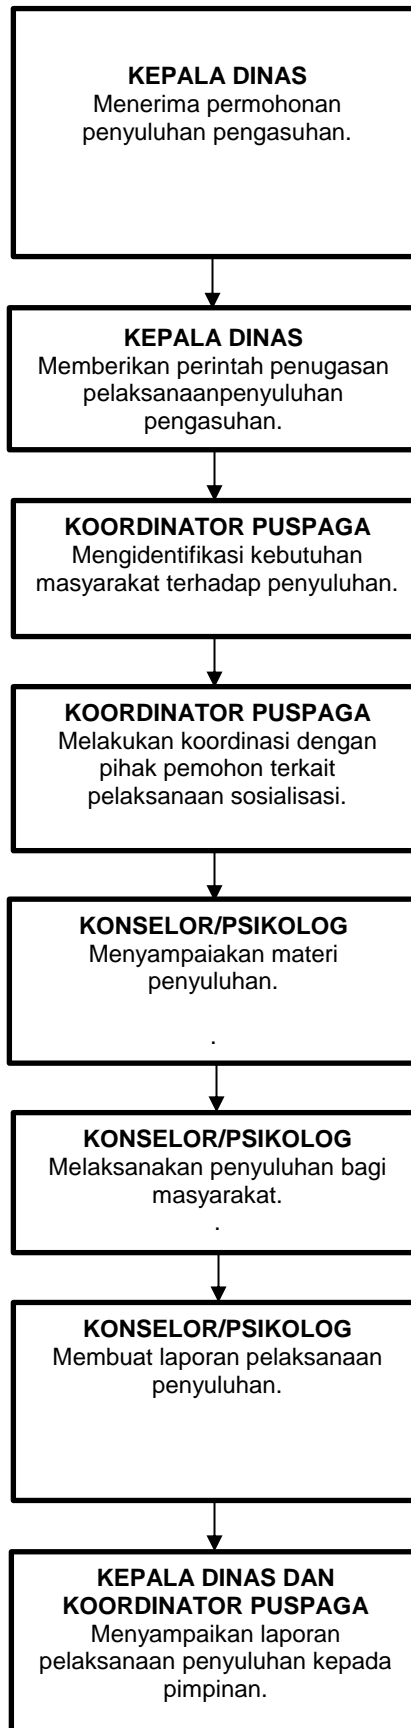 KEPALA DINAS
Menerima permohonan
penyuluhan pengasuhan.
KEPALA DINAS
Memberikan perintah penugasan
pelaksanaanpenyuluhan
pengasuhan.
KOORDINATOR PUSPAGA
Mengidentifikasi kebutuhan
masyarakat terhadap penyuluhan.
KOORDINATOR PUSPAGA
Melakukan koordinasi dengan
pihak pemohon terkait
pelaksanaan sosialisasi.
KONSELOR/PSIKOLOG
Menyampaiakan materi
penyuluhan.
.
KONSELOR/PSIKOLOG
Melaksanakan penyuluhan bagi
masyarakat.
.
KONSELOR/PSIKOLOG
Membuat laporan pelaksanaan
penyuluhan.
KEPALA DINAS DAN
KOORDINATOR PUSPAGA
Menyampaikan laporan
pelaksanaan penyuluhan kepada
pimpinan.